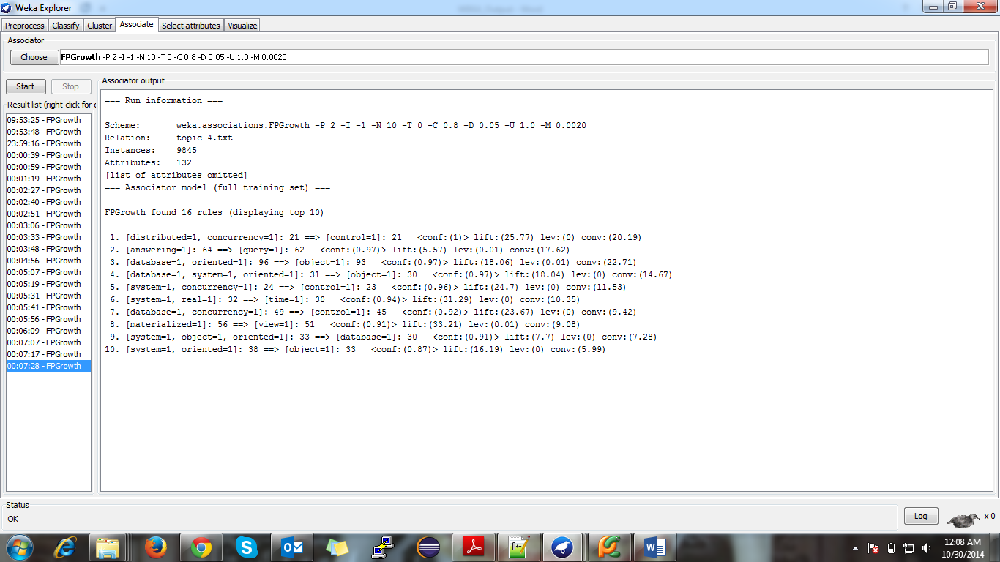 Weka Explorer
Preprocess Classify Cluster Associate Select attributes Visualize
Associator
Choose FPGrowth -P 2 -I -1 -N 10 -T 0 -C 0.8 -D 0.05 -U 1.0 -M 0.0020
Start Stop
Result list (right-click for o
09:53:25 - FPGrowth
09:53:48 - FPGrowth
23:59:16 - FPGrowth
00:00:39 - FPGrowth
00:00:59 - FPGrowth
00:01:19 - FPGrowth
00:02:27 - FPGrowth
00:02:40 - FPGrowth
00:02:51 - FPGrowth
00:03:06 - FPGrowth
00:03:33 - FPGrowth
00:03:48 - FPGrowth
00:04:56 - FPGrowth
00:05:07 - FPGrowth
00:05:19 - FPGrowth
00:05:31 - FPGrowth
00:05:41 - FPGrowth
00:05:56 - FPGrowth
00:06:09 - FPGrowth
00:07:07 - FPGrowth
00:07:17 - FPGrowth
00:07:28 - FPGrowth
Associator output
=== Run information ===
Scheme: weka.associations.FPGrowth -P 2 -I -1 -N 10 -T 0 -C 0.8 -D 0.05 -U 1.0 -M 0.0020
Relation: topic-4.txt
Instances: 9845
Attributes: 132
[list of attributes omitted]
=== Associator model (full training set) ===
FPGrowth found 16 rules (displaying top 10)
1. [distributed=1, concurrency=1]: 21 ==> [control=1]: 21 <conf:(1)> lift:(25.77) lev:(0) conv:(20.19)
2. [answering=1]: 64 ==> [query=1]: 62 <conf:(0.97)> lift:(5.57) lev:(0.01) conv:(17.62)
3. [database=1, oriented=1]: 96 ==> [object=1]: 93 <conf:(0.97)> lift:(18.06) lev:(0.01) conv:(22.71)
4. [database=1, system=1, oriented=1]: 31 ==> [object=1]: 30 <conf:(0.97)> lift:(18.04) lev:(0) conv:(14.67)
5. [system=1, concurrency=1]: 24 ==> [control=1]: 23 <conf:(0.96)> lift:(24.7) lev:(0) conv:(11.53)
6. [system=1, real=1]: 32 ==> [time=1]: 30 <conf:(0.94)> lift:(31.29) lev:(0) conv:(10.35)
7. [database=1, concurrency=1]: 49 ==> [control=1]: 45 <conf:(0.92)> lift:(23.67) lev:(0) conv:(9.42)
8. [materialized=1]: 56 ==> [view=1]: 51 <conf:(0.91)> lift:(33.21) lev:(0.01) conv:(9.08)
9. [system=1, object=1, oriented=1]: 33 ==> [database=1]: 30 <conf:(0.91)> lift:(7.7) lev:(0) conv:(7.28)
10. [system=1, oriented=1]: 38 ==> [object=1]: 33 <conf:(0.87)> lift:(16.19) lev:(0) conv:(5.99)
Status
OK
Log
x 0
12:08 AM
10/30/2014